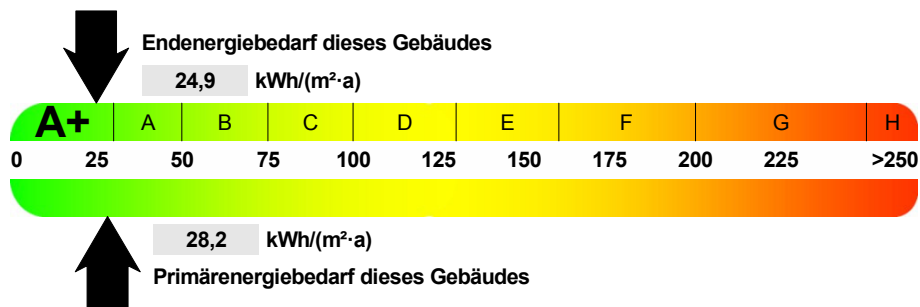 Endenergiebedarf dieses Gebäudes
24,9 kWh/(m²·a)
A+ A B C D E F G H
0 25 50 75 100 125 150 175 200 225 >250
28,2 kWh/(m²·a)
Primärenergiebedarf dieses Gebäudes